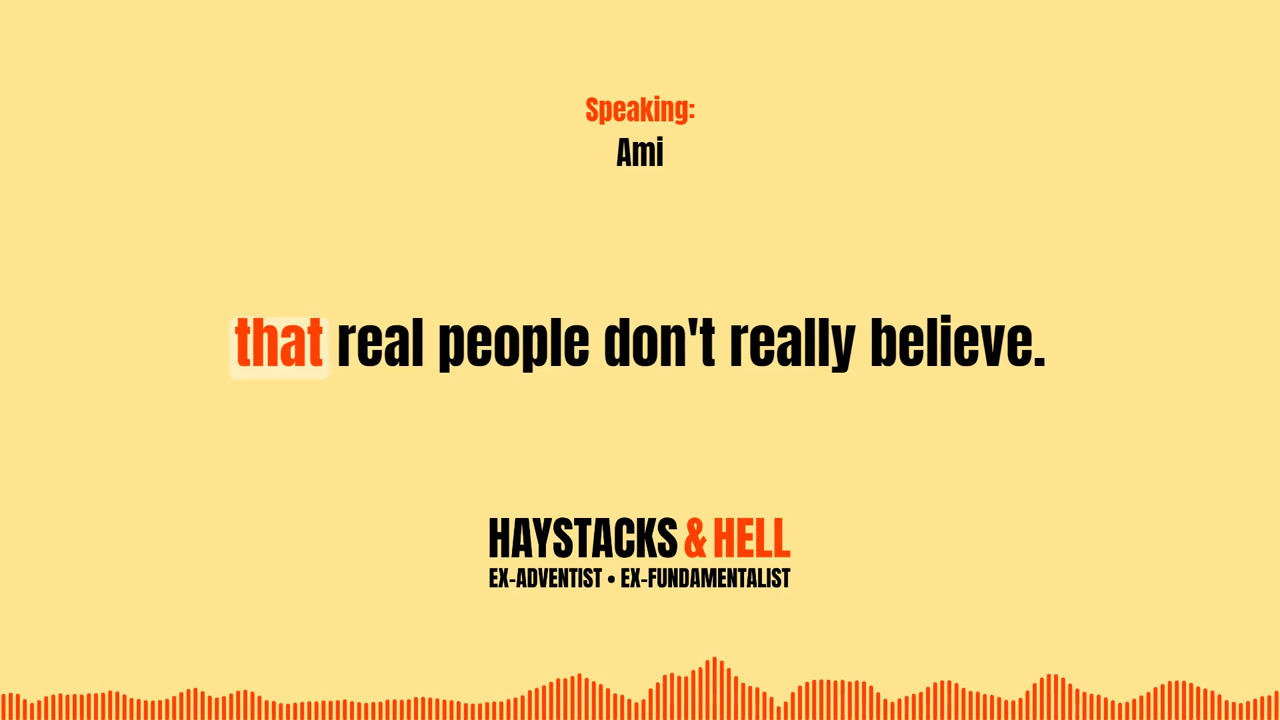 Speaking:
Ami
that real people don't really believe.
HAYSTACKS & HELL
EX-ADVENTIST • EX-FUNDAMENTALIST